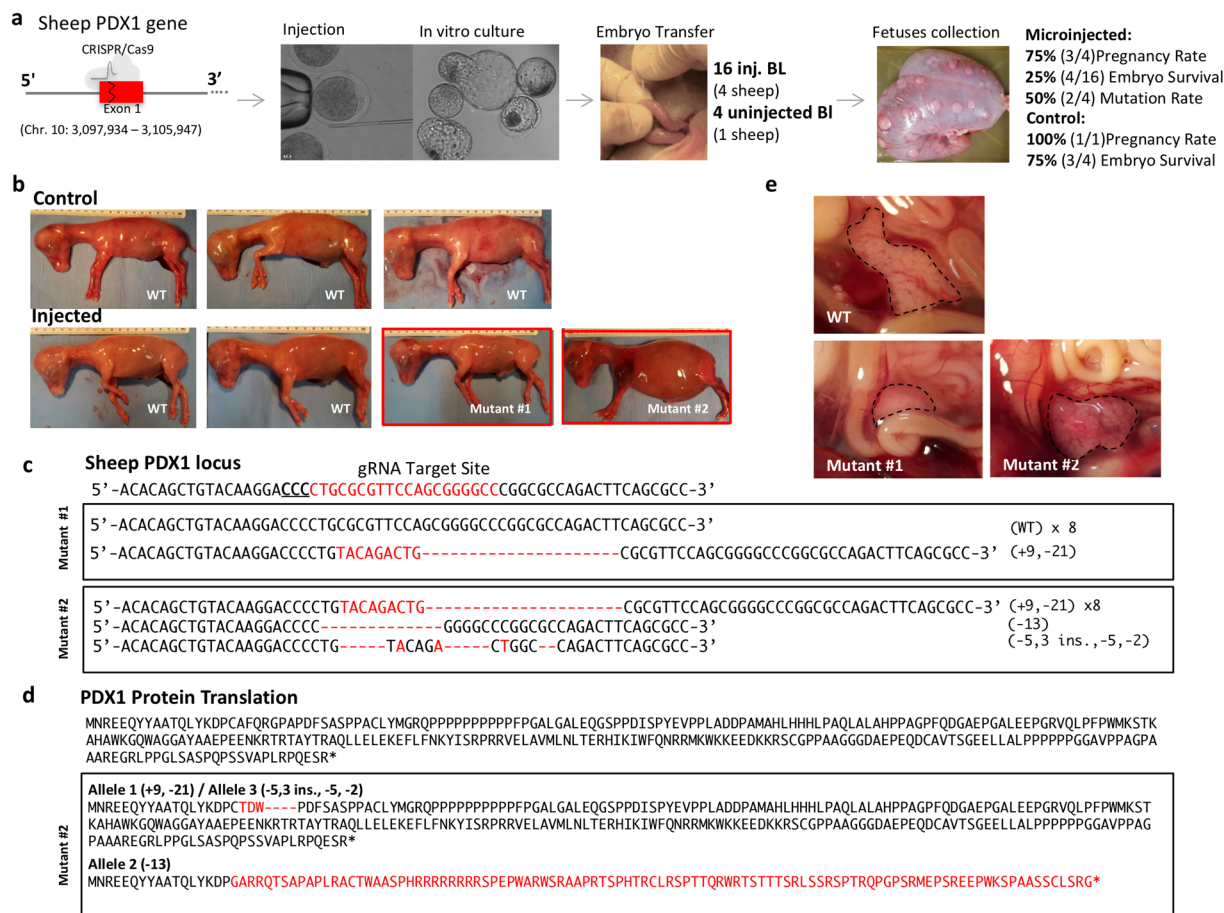 a
Sheep PDX1 gene
CRISPR/Cas9
5'
3’
Exon 1
(Chr. 10: 3,097,934 – 3,105,947)
Injection
In vitro culture
Embryo Transfer
16 inj. BL
(4 sheep)
4 uninjected Bl
(1 sheep)
Fetuses collection
Microinjected:
75% (3/4)Pregnancy Rate
25% (4/16) Embryo Survival
50% (2/4) Mutation Rate
Control:
100% (1/1)Pregnancy Rate
75% (3/4) Embryo Survival
b
Control
WT
WT
WT
Injected
WT
WT
Mutant #1
Mutant #2
e
WT
Mutant #1
Mutant #2
c
Sheep PDX1 locus
gRNA Target Site
5’-ACACAGCTGTACAAGGACCCCTGCGCGTTCCAGCGGGGCCCGGCGCCAGACTTCAGCGCC-3’
Mutant #1
5’-ACACAGCTGTACAAGGACCCCTGCGCGTTCCAGCGGGGCCCGGCGCCAGACTTCAGCGCC-3’ (WT) x 8
5’-ACACAGCTGTACAAGGACCCCTGTACAGACTG---------------------CGCGTTCCAGCGGGGCCCGGCGCCAGACTTCAGCGCC-3’ (+9,-21)
Mutant #2
5’-ACACAGCTGTACAAGGACCCCTGTACAGACTG---------------------CGCGTTCCAGCGGGGCCCGGCGCCAGACTTCAGCGCC-3’ (+9,-21) x8
5’-ACACAGCTGTACAAGGACCCC-------------GGGGCCCGGCGCCAGACTTCAGCGCC-3’ (-13)
5’-ACACAGCTGTACAAGGACCCCTG-----TACAGA-----CTGGC--CAGACTTCAGCGCC-3’ (-5,3 ins.,-5,-2)
d
PDX1 Protein Translation
MNREEQYYAATQLYKDPCAFQRGPAPDFSASPPACLYMGRQPPPPPPPPPPPFPGALGALEQGSPPDISPYEVPPLADDPAMAHLHHHLPAQLALAHPPAGPFQDGAEPGALEEPGRVQLPFPWMKSTK
AHAWKGQWAGGAYAAEPEENKRTRTAYTRAQLLELEKEFLFNKYISRPRRVELAVMLNLTERHIKIWFQNRRMKWKKEEDKKRSCGPPAAGGGDAEPEQDCAVTSGEELLALPPPPPPGGAVPPAGPA
AAREGRLPPGLSASPQPSSVAPLRPQESR*
Mutant #2
Allele 1 (+9, -21) / Allele 3 (-5,3 ins., -5, -2)
MNREEQYYAATQLYKDPCTDW----PDFSASPPACLYMGRQPPPPPPPPPPPFPGALGALEQGSPPDISPYEVPPLADDPAMAHLHHHLPAQLALAHPPAGPFQDGAEPGALEEPGRVQLPFPWMKST
KAHAWKGQWAGGAYAAEPEENKRTRTAYTRAQLLELEKEFLFNKYISRPRRVELAVMLNLTERHIKIWFQNRRMKWKKEEDKKRSCGPPAAGGGDAEPEQDCAVTSGEELLALPPPPPPGGAVPPAG
PAAAREGRLPPGLSASPQPSSVAPLRPQESR*
Allele 2 (-13)
MNREEQYYAATQLYKDPGARRQTSAPAPLRACTWAASPHRRRRRRRRSPEPWARWSRAAPRTSPHTRCLRSPTTQRWRTSTTTSRLSSRSPTRQPGPSRMEPSREEPWKSPAASSCLSRG*